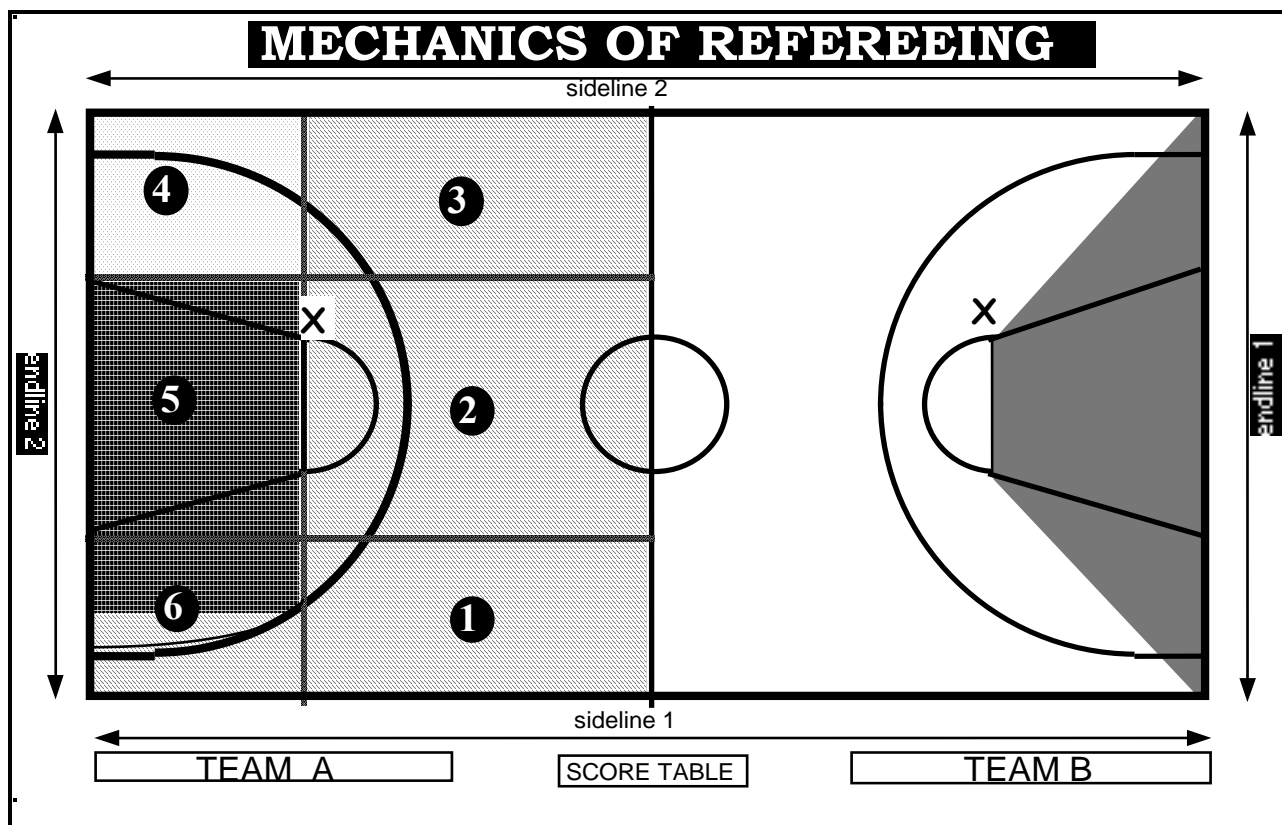 MECHANICS OF REFEREEING
sideline 2
4
3
X
X
endline 2
5
2
endline 1
6
1
sideline 1
TEAM A
SCORE TABLE
TEAM B